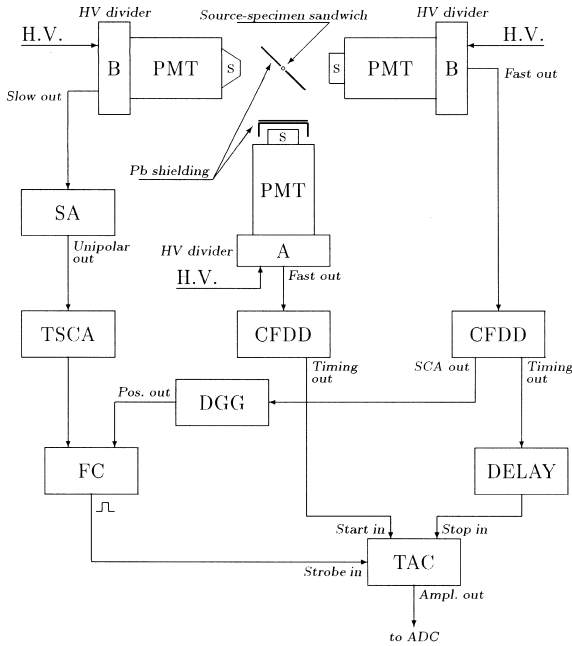 HV divider
Source-specimen sandwich
HV divider
H.V.
H.V.
B
PMT
S
S
PMT
B
Slow out
Fast out
S
Pb shielding
PMT
SA
HV divider
A
Unipolar
out
H.V.
Fast out
TSCA
CFDD
CFDD
Timing
out
SCA out
Timing
out
Pos. out
DGG
FC
DELAY
Start in
Stop in
TAC
Strobe in
Ampl. out
to ADC